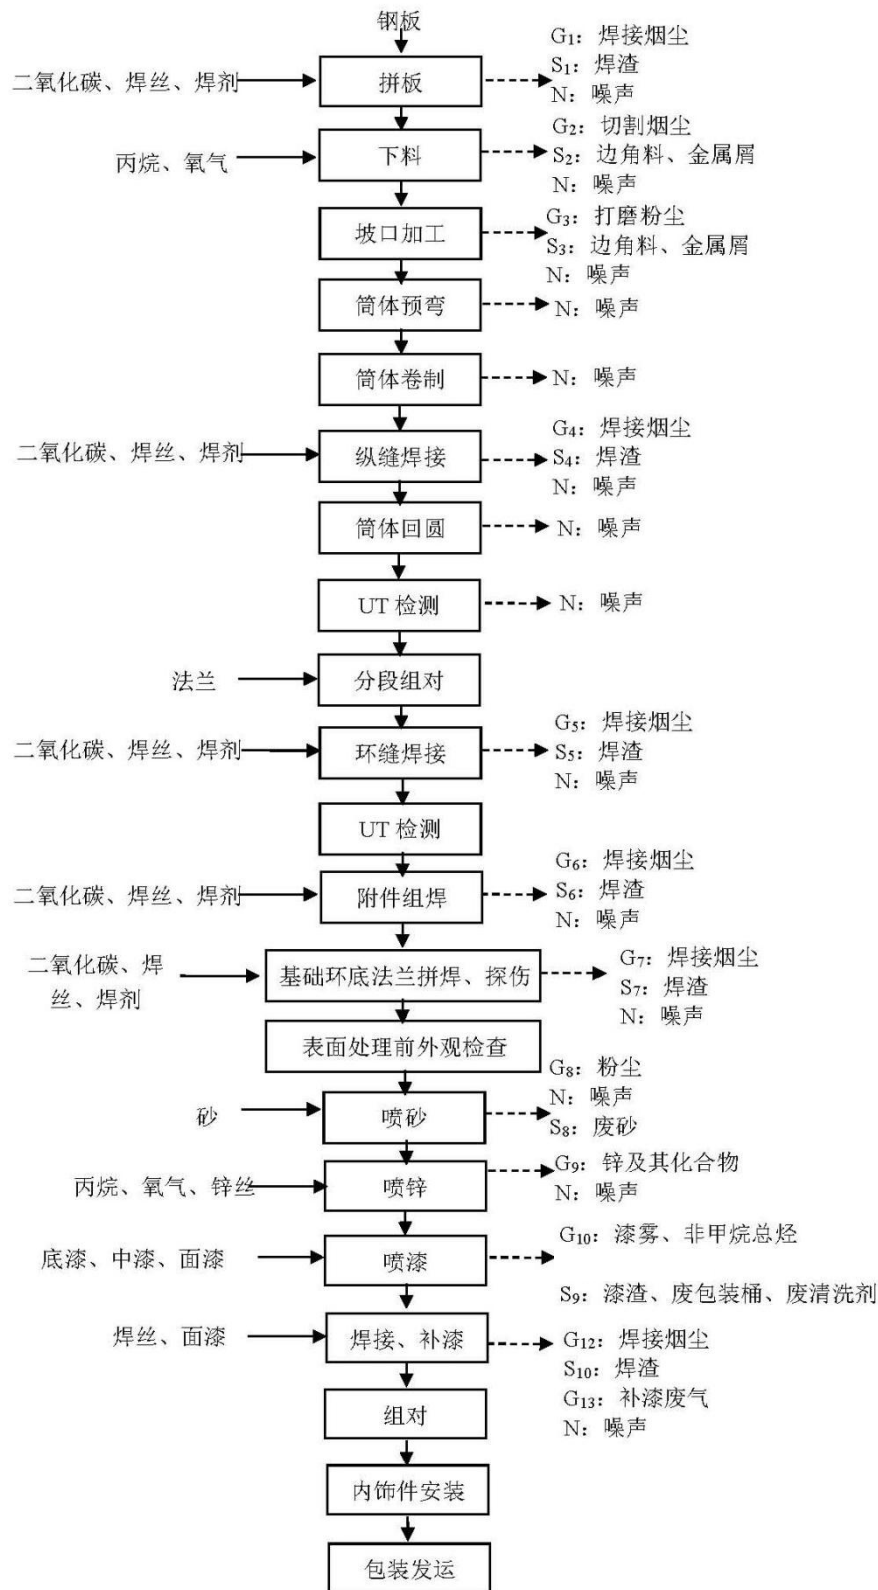 钢板
G₁：焊接烟尘
二氧化碳、焊丝、焊剂
拼板
S₁：焊渣
N：噪声
丙烷、氧气
下料
G₂：切割烟尘
S₂：边角料、金属屑
N：噪声
坡口加工
G₃：打磨粉尘
S₃：边角料、金属屑
N：噪声
筒体预弯
N：噪声
筒体卷制
N：噪声
二氧化碳、焊丝、焊剂
纵缝焊接
G₄：焊接烟尘
S₄：焊渣
N：噪声
筒体回圆
N：噪声
UT 检测
N：噪声
法兰
分段组对
二氧化碳、焊丝、焊剂
环缝焊接
G₅：焊接烟尘
S₅：焊渣
N：噪声
UT 检测
二氧化碳、焊丝、焊剂
附件组焊
G₆：焊接烟尘
S₆：焊渣
N：噪声
二氧化碳、焊
丝、焊剂
基础环底法兰拼焊、探伤
G₇：焊接烟尘
S₇：焊渣
N：噪声
表面处理前外观检查
砂
喷砂
G₈：粉尘
N：噪声
S₈：废砂
丙烷、氧气、锌丝
喷锌
G₉：锌及其化合物
N：噪声
底漆、中漆、面漆
喷漆
G₁₀：漆雾、非甲烷总烃
S₉：漆渣、废包装桶、废清洗剂
焊丝、面漆
焊接、补漆
G₁₂：焊接烟尘
S₁₀：焊渣
G₁₃：补漆废气
N：噪声
组对
内饰件安装
包装发运